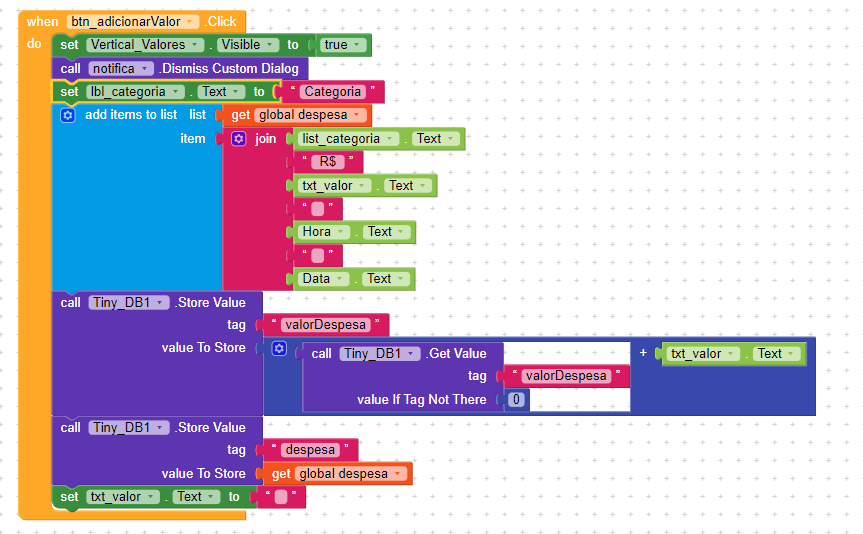 when btn_adicionarValor .Click
do set Vertical_Valores . Visible to true
call notifica .Dismiss Custom Dialog
set lbl_categoria . Text to “ Categoria ”
add items to list list get global despesa
item join list_categoria . Text
“ R$ ”
txt_valor . Text
“ ”
Hora . Text
“ ”
Data . Text
call Tiny_DB1 .Store Value
tag “ valorDespesa ”
value To Store call Tiny_DB1 .Get Value + txt_valor . Text
tag “ valorDespesa ”
value If Tag Not There 0
call Tiny_DB1 .Store Value
tag “ despesa ”
value To Store get global despesa
set txt_valor . Text to “ ”